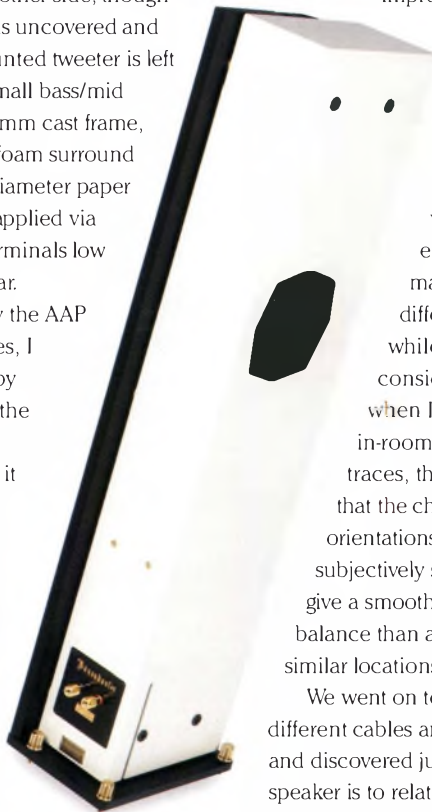 other side, though
s uncovered and
unted tweeter is left
mall bass/mid
mm cast frame,
foam surround
iameter paper
applied via
rminals low
ar.
y the AAP
es, I
by
the
it
impro
e
ma
diffe
while
consid
when I
in-room
traces, th
that the ch
orientations
subjectively s
give a smooth
balance than a
similar locations
We went on to
different cables an
and discovered ju
speaker is to relat